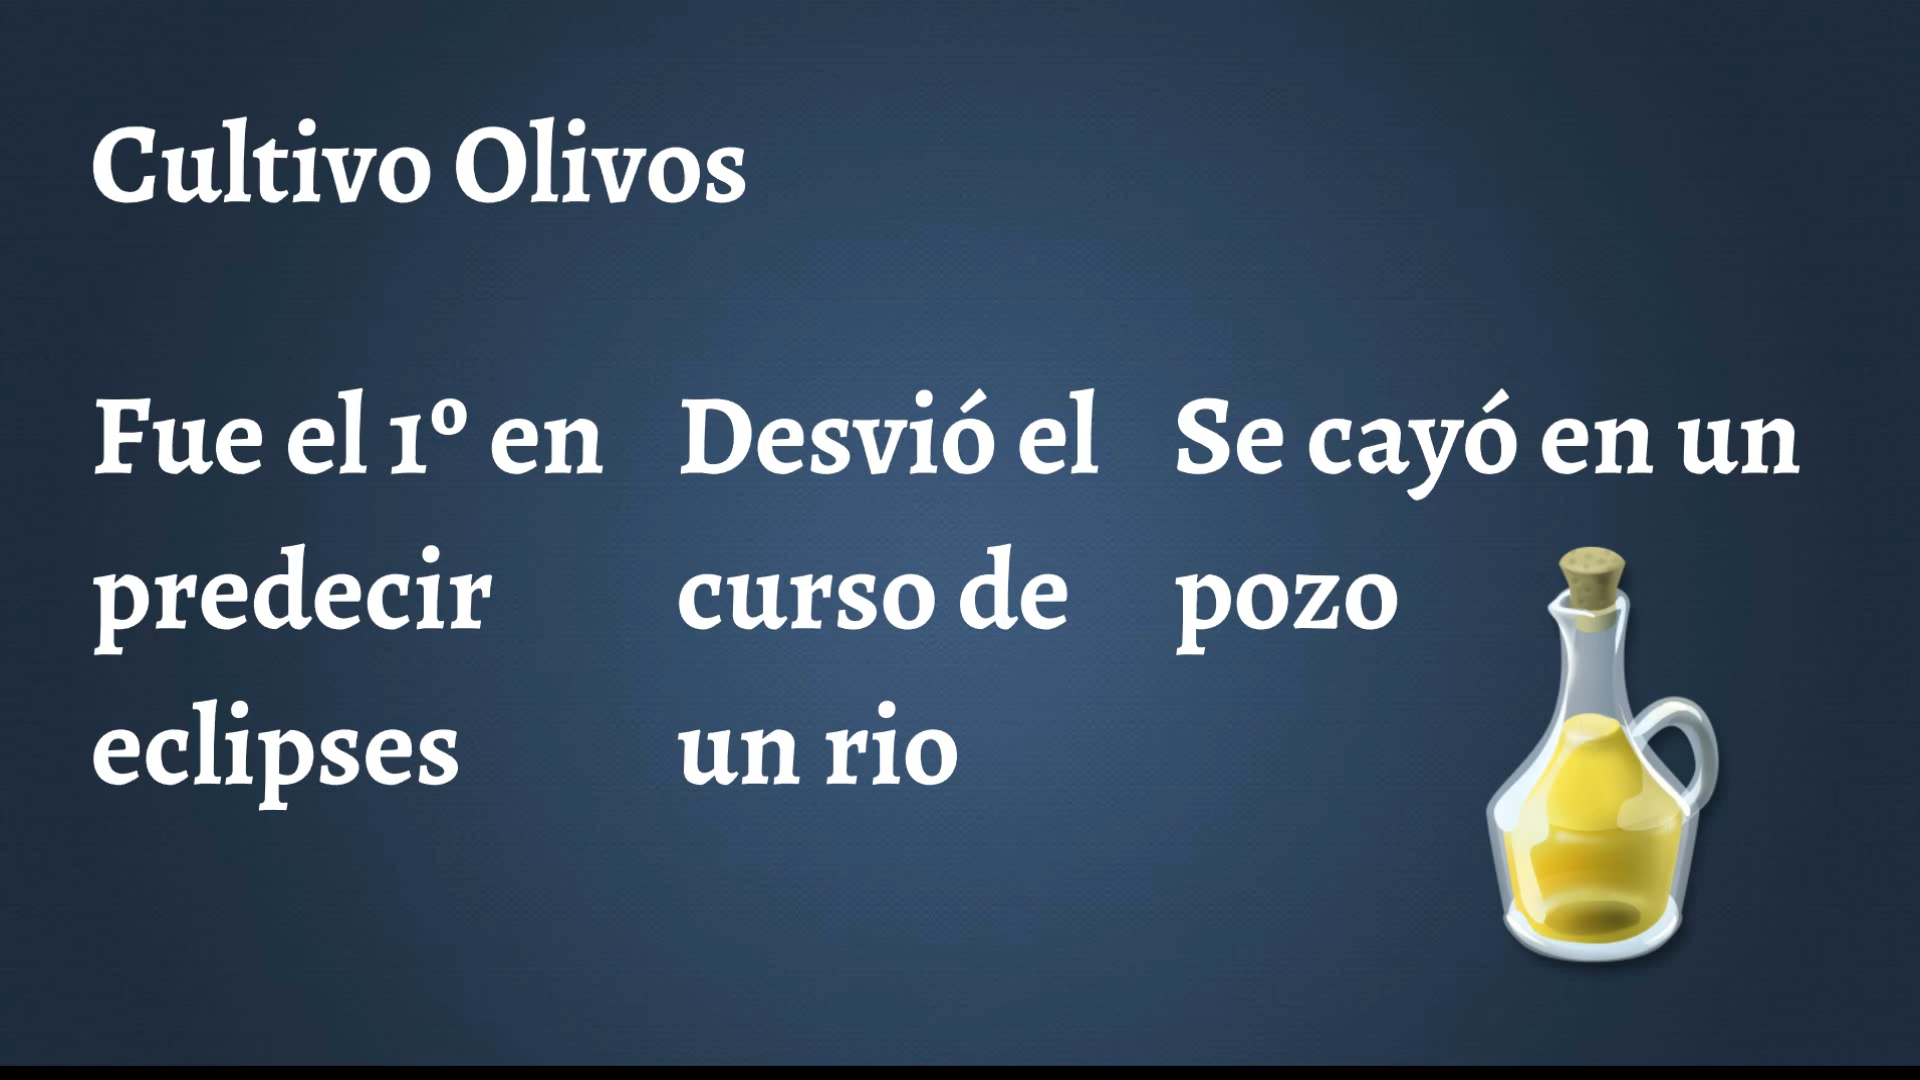 Cultivo Olivos
Fue el 1º en
predecir
eclipses
Desvió el
curso de
un rio
Se cayó en un
pozo